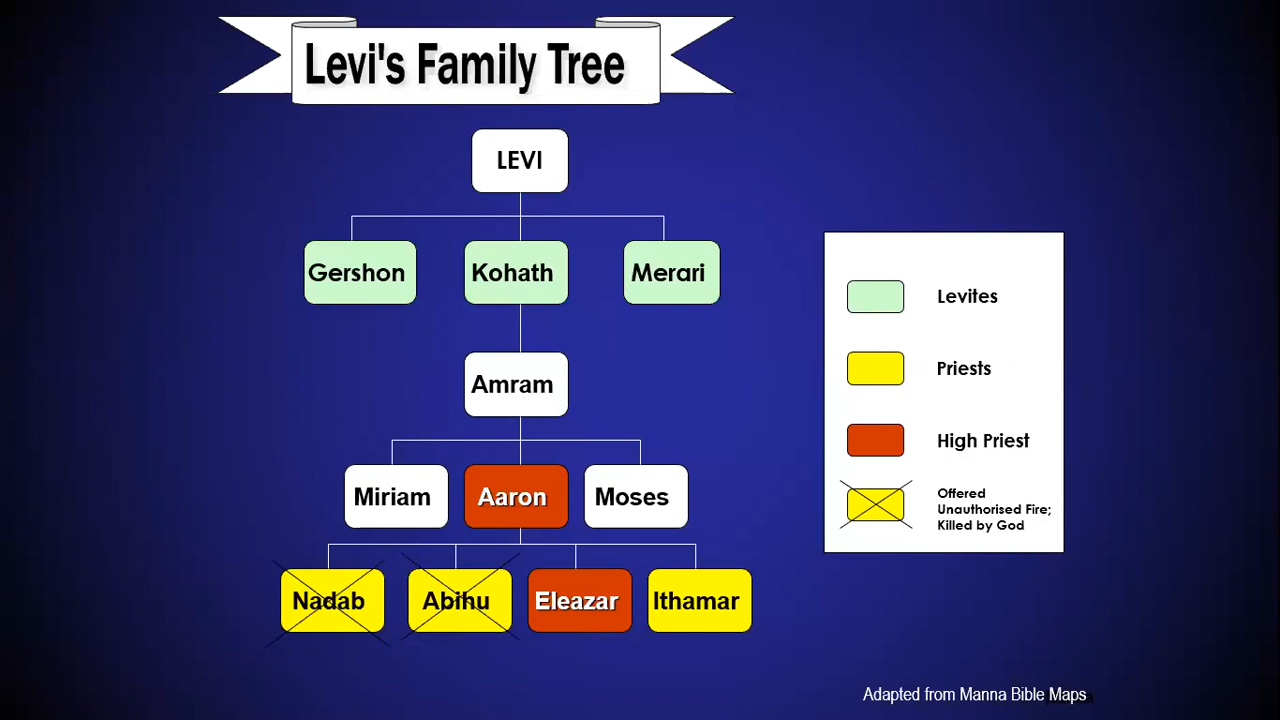 Levi's Family Tree
LEVI
Gershon
Kohath
Merari
Amram
Miriam
Aaron
Moses
Nadab
Abihu
Eleazar
Ithamar
Levites
Priests
High Priest
Offered
Unauthorised Fire;
Killed by God
Adapted from Manna Bible Maps